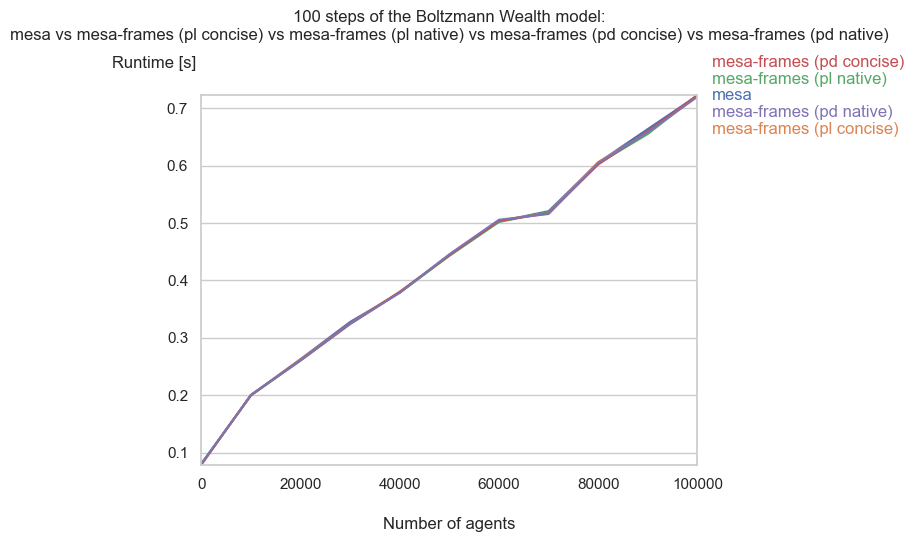 100 steps of the Boltzmann Wealth model:
mesa vs mesa-frames (pl concise) vs mesa-frames (pl native) vs mesa-frames (pd concise) vs mesa-frames (pd native)
Runtime [s]
mesa-frames (pd concise)
mesa-frames (pl native)
mesa
mesa-frames (pd native)
mesa-frames (pl concise)
0.7
0.6
0.5
0.4
0.3
0.2
0.1
0 20000 40000 60000 80000 100000
Number of agents